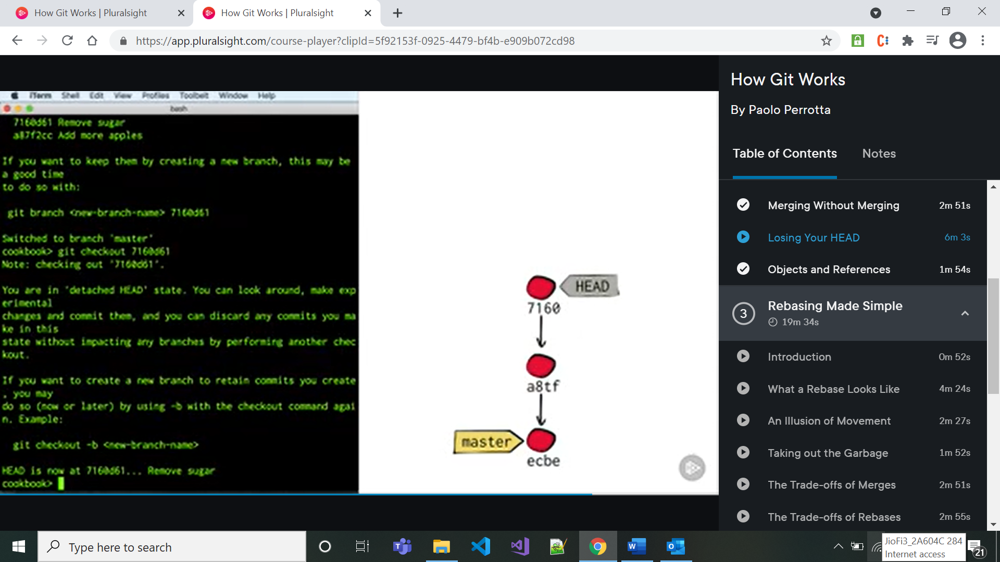 How Git Works | Pluralsight
How Git Works | Pluralsight
https://app.pluralsight.com/course-player?clipId=5f92153f-0925-4479-bf4b-e909b072cd98
iTerm Shell Edit View Profiles Toolbelt Window Help
bash
7160d61 Remove sugar
a87f2cc Add more apples
If you want to keep them by creating a new branch, this may be
a good time
to do so with:
git branch <new-branch-name> 7160d61
Switched to branch 'master'
cookbook> git checkout 7160d61
Note: checking out '7160d61'.
You are in 'detached HEAD' state. You can look around, make exp
erimental
changes and commit them, and you can discard any commits you ma
ke in this
state without impacting any branches by performing another chec
kout.
If you want to create a new branch to retain commits you create
, you may
do so (now or later) by using -b with the checkout command agai
n. Example:
git checkout -b <new-branch-name>
HEAD is now at 7160d61... Remove sugar
cookbook>
HEAD
7160
a8tf
master
ecbe
How Git Works
By Paolo Perrotta
Table of Contents Notes
Merging Without Merging 2m 51s
Losing Your HEAD 6m 3s
Objects and References 1m 54s
3 Rebasing Made Simple
19m 34s
Introduction 0m 52s
What a Rebase Looks Like 4m 24s
An Illusion of Movement 2m 27s
Taking out the Garbage 1m 52s
The Trade-offs of Merges 2m 51s
The Trade-offs of Rebases 2m 55s
Type here to search
JioFi3_2A604C 284
Internet access
21